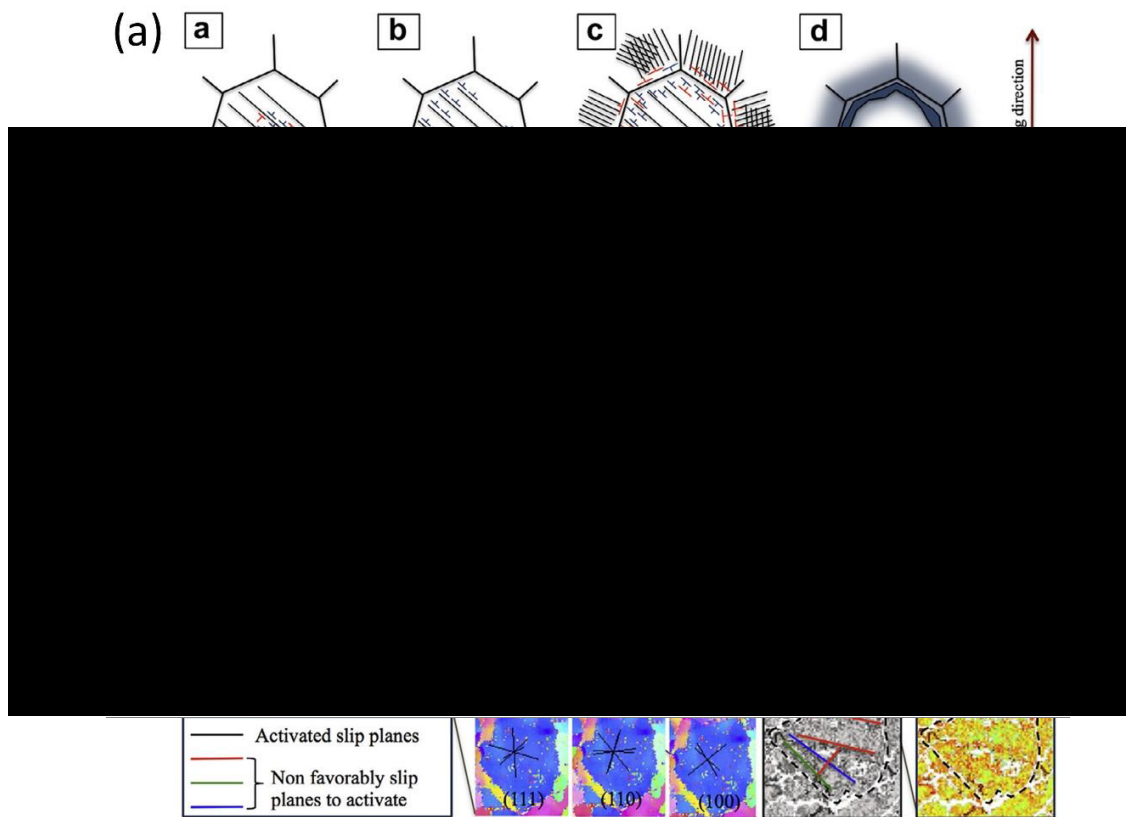 (a) a b c d
g direction
Activated slip planes
Non favorably slip
planes to activate
(111) (110) (100)